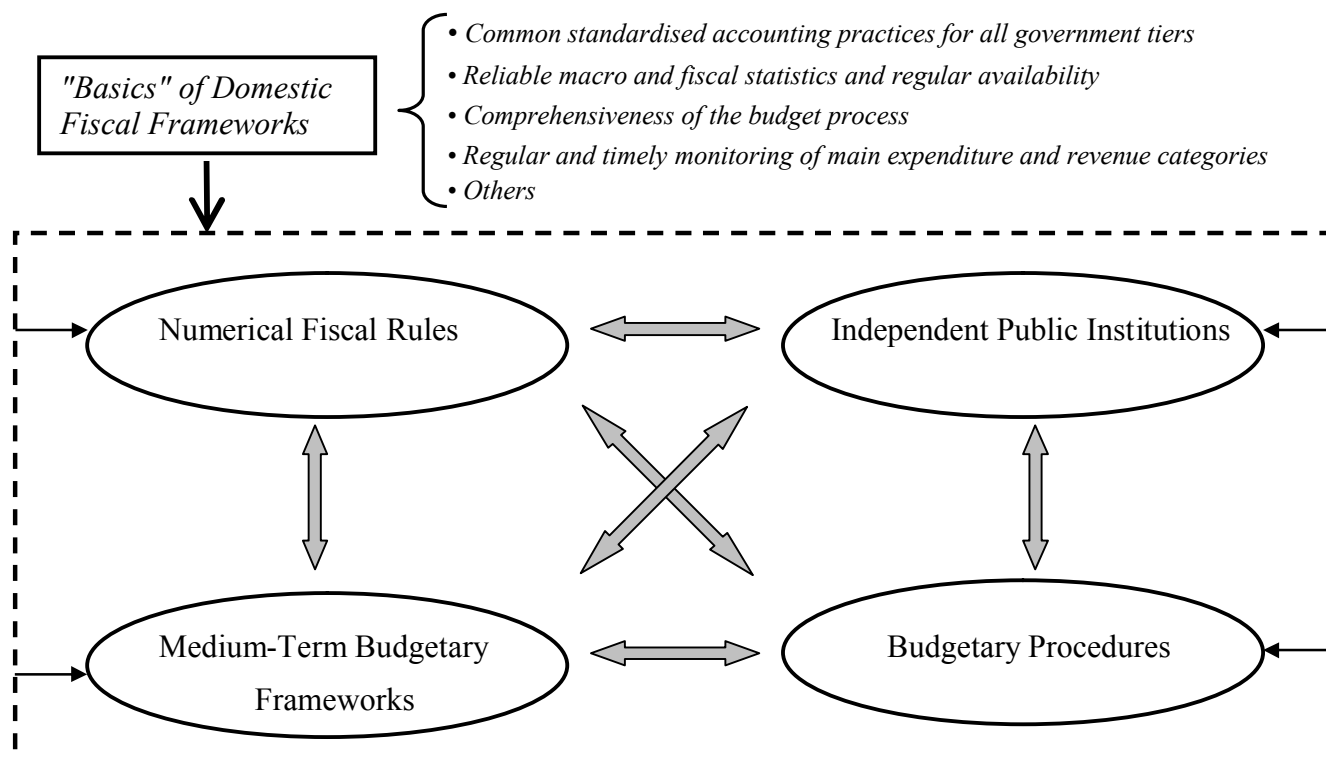 "Basics" of Domestic
Fiscal Frameworks
• Common standardised accounting practices for all government tiers
• Reliable macro and fiscal statistics and regular availability
• Comprehensiveness of the budget process
• Regular and timely monitoring of main expenditure and revenue categories
• Others
Numerical Fiscal Rules
Independent Public Institutions
Medium-Term Budgetary
Frameworks
Budgetary Procedures